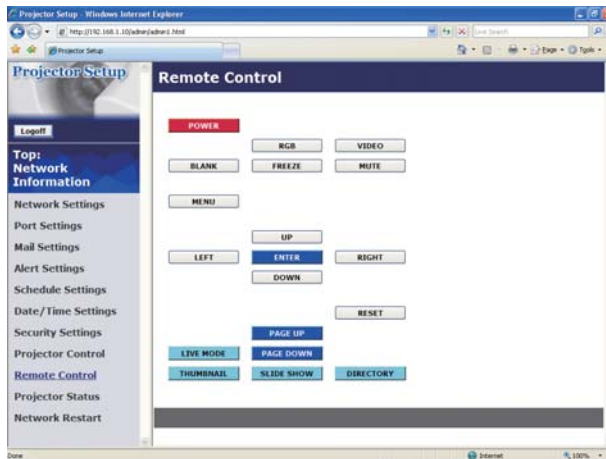 Projector Setup - Windows Internet Explorer
http://192.168.1.10/admin/admin1.html
Live Search
Projector Setup
Page
Tools
Projector Setup
Remote Control
Logoff
Top:
Network
Information
Network Settings
Port Settings
Mail Settings
Alert Settings
Schedule Settings
Date/Time Settings
Security Settings
Projector Control
Remote Control
Projector Status
Network Restart
POWER
RGB VIDEO
BLANK FREEZE MUTE
MENU
UP
LEFT ENTER RIGHT
DOWN
RESET
PAGE UP
LIVE MODE PAGE DOWN
THUMBNAIL SLIDE SHOW DIRECTORY
Done Internet 100%